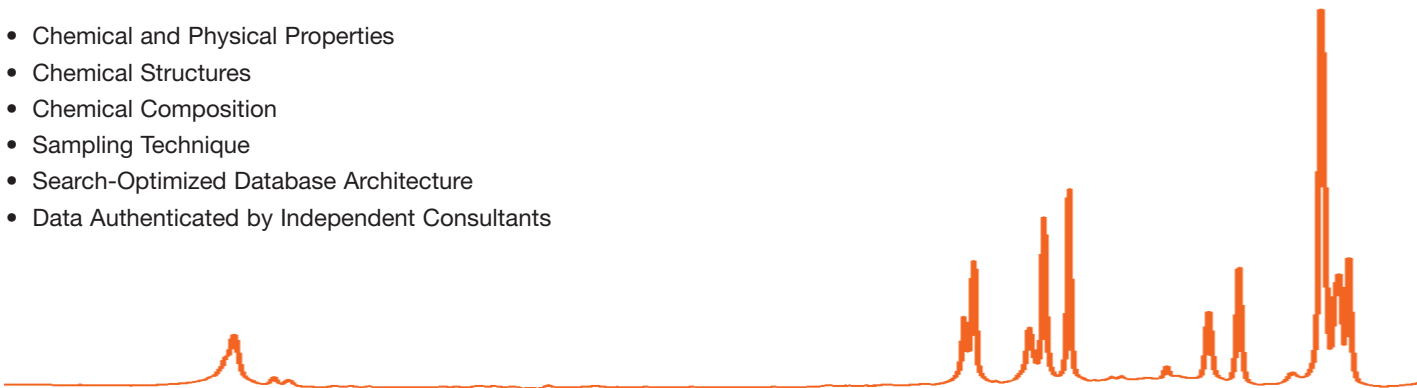 • Chemical and Physical Properties
• Chemical Structures
• Chemical Composition
• Sampling Technique
• Search-Optimized Database Architecture
• Data Authenticated by Independent Consultants